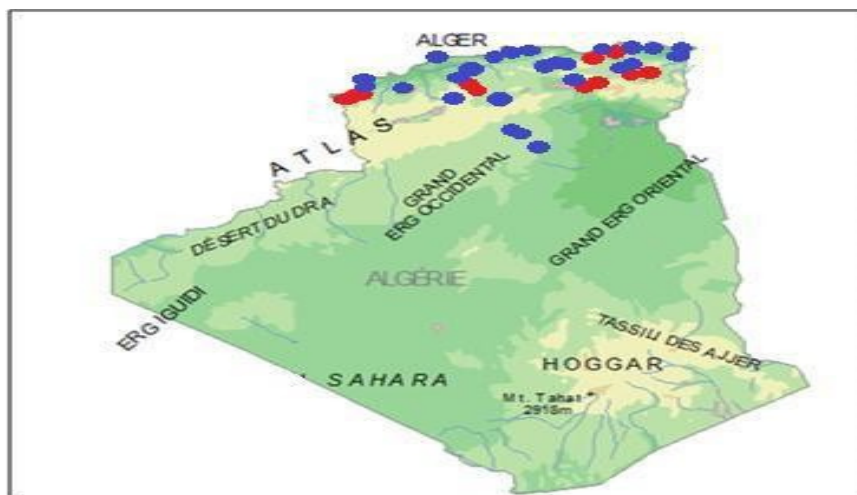 ALGER
ATLAS
GRAND
ERG OCCIDENTAL
DÉSERT DU DRA
GRAND ERG ORIENTAL
ALGÉRIE
ERG IGUIDI
TASSILI DES AJJER
HOGGAR
SAHARA
Mt. Tahat
2918m